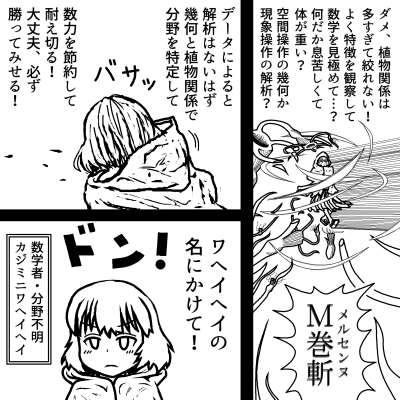 ダメ、植物関係は
多すぎて絞れない！
よく特徴を観察して
数学を見極めて…？
何だか息苦しくて
体が重い？
空間操作の幾何か
現象操作の解析？
メルセンヌ
M巻斬
データによると
解析はないはず
幾何と植物関係で
分野を特定して
バサッ
数力を節約して
耐え切る！
大丈夫、必ず
勝ってみせる！
ワヘイヘイの
名にかけて！
ドン！
数学者・分野不明
カジミニワヘイヘイ